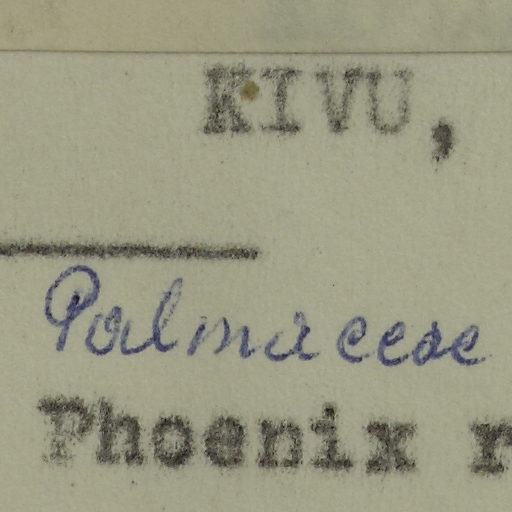 KIVU,
Palmaceae
Phoenix r